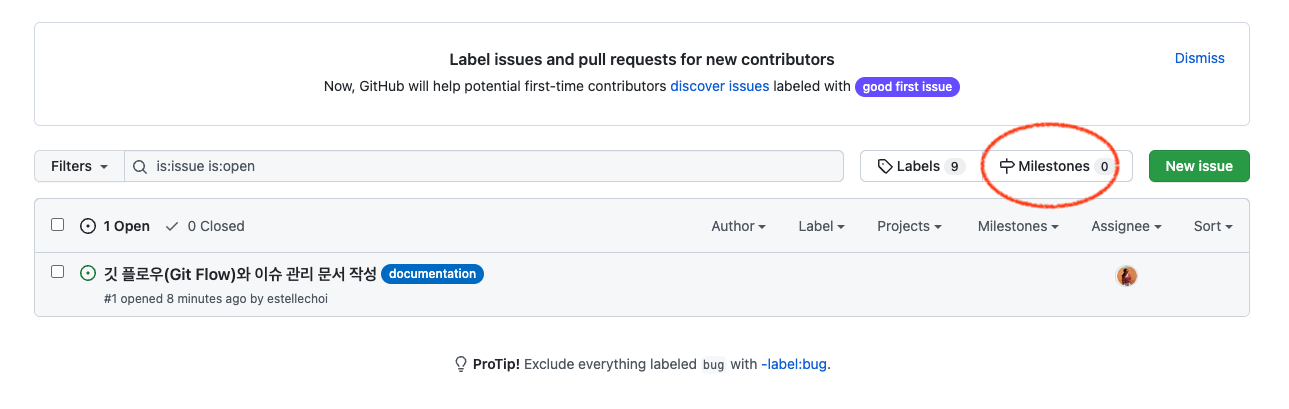 Label issues and pull requests for new contributors
Dismiss
Now, GitHub will help potential first-time contributors discover issues labeled with good first issue
Filters is:issue is:open Labels 9 Milestones 0 New issue
1 Open 0 Closed Author Label Projects Milestones Assignee Sort
깃 플로우(Git Flow)와 이슈 관리 문서 작성 documentation
#1 opened 8 minutes ago by estellechoi
ProTip! Exclude everything labeled bug with -label:bug.